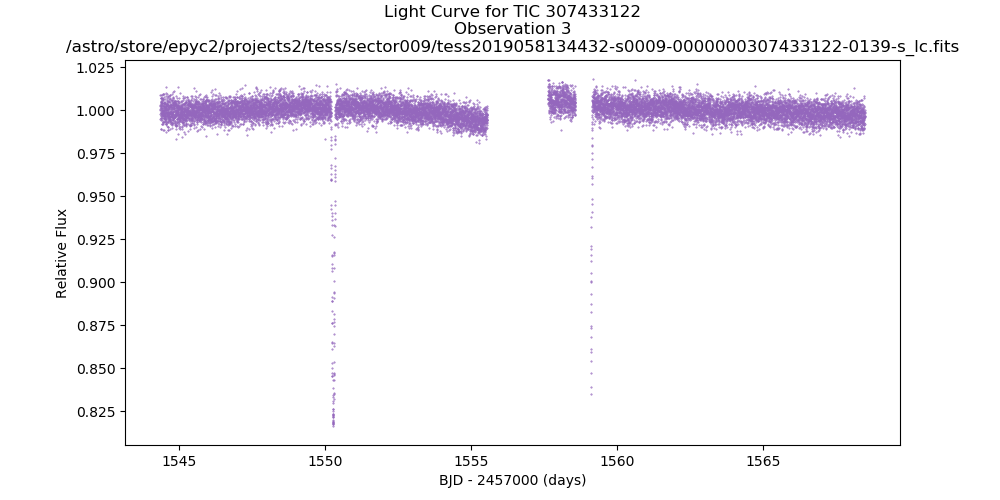 Light Curve for TIC 307433122
Observation 3
/astro/store/epyc2/projects2/tess/sector009/tess2019058134432-s0009-0000000307433122-0139-s_lc.fits
1.025
1.000
0.975
0.950
0.925
0.900
0.875
0.850
0.825
Relative Flux
1545
1550
1555
1560
1565
BJD - 2457000 (days)